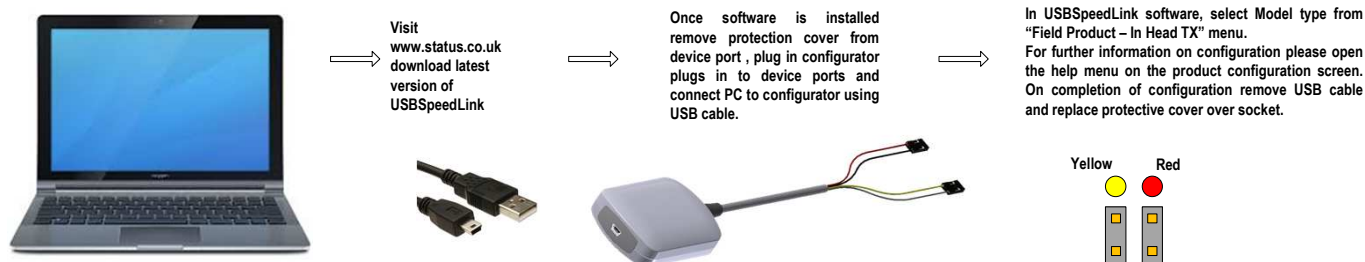 Visit
www.status.co.uk
download latest
version of
USBSpeedLink
Once software is installed
remove protection cover from
device port , plug in configurator
plugs in to device ports and
connect PC to configurator using
USB cable.
In USBSpeedLink software, select Model type from
“Field Product – In Head TX” menu.
For further information on configuration please open
the help menu on the product configuration screen.
On completion of configuration remove USB cable
and replace protective cover over socket.
Yellow Red